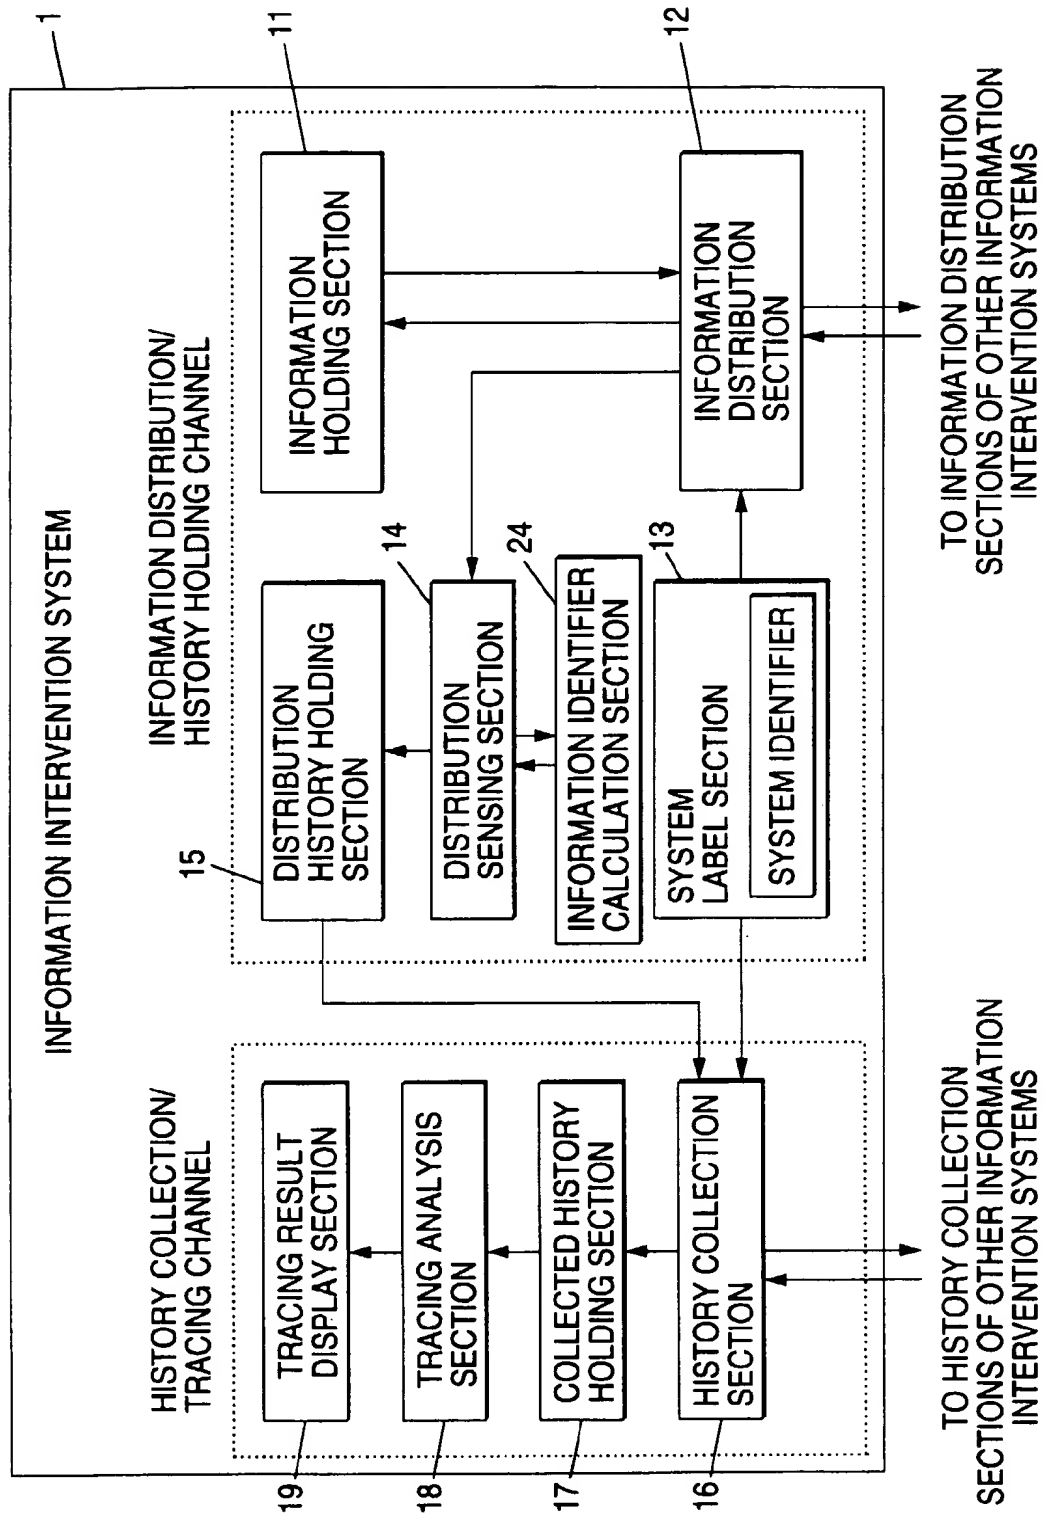 1
INFORMATION INTERVENTION SYSTEM
HISTORY COLLECTION/
TRACING CHANNEL
INFORMATION DISTRIBUTION/
HISTORY HOLDING CHANNEL
19
TRACING RESULT
DISPLAY SECTION
18
TRACING ANALYSIS
SECTION
17
COLLECTED HISTORY
HOLDING SECTION
16
HISTORY COLLECTION
SECTION
15
DISTRIBUTION
HISTORY HOLDING
SECTION
14
DISTRIBUTION
SENSING SECTION
24
INFORMATION IDENTIFIER
CALCULATION SECTION
13
SYSTEM
LABEL SECTION
SYSTEM IDENTIFIER
11
INFORMATION
HOLDING SECTION
12
INFORMATION
DISTRIBUTION
SECTION
TO HISTORY COLLECTION
SECTIONS OF OTHER INFORMATION
INTERVENTION SYSTEMS
TO INFORMATION DISTRIBUTION
SECTIONS OF OTHER INFORMATION
INTERVENTION SYSTEMS